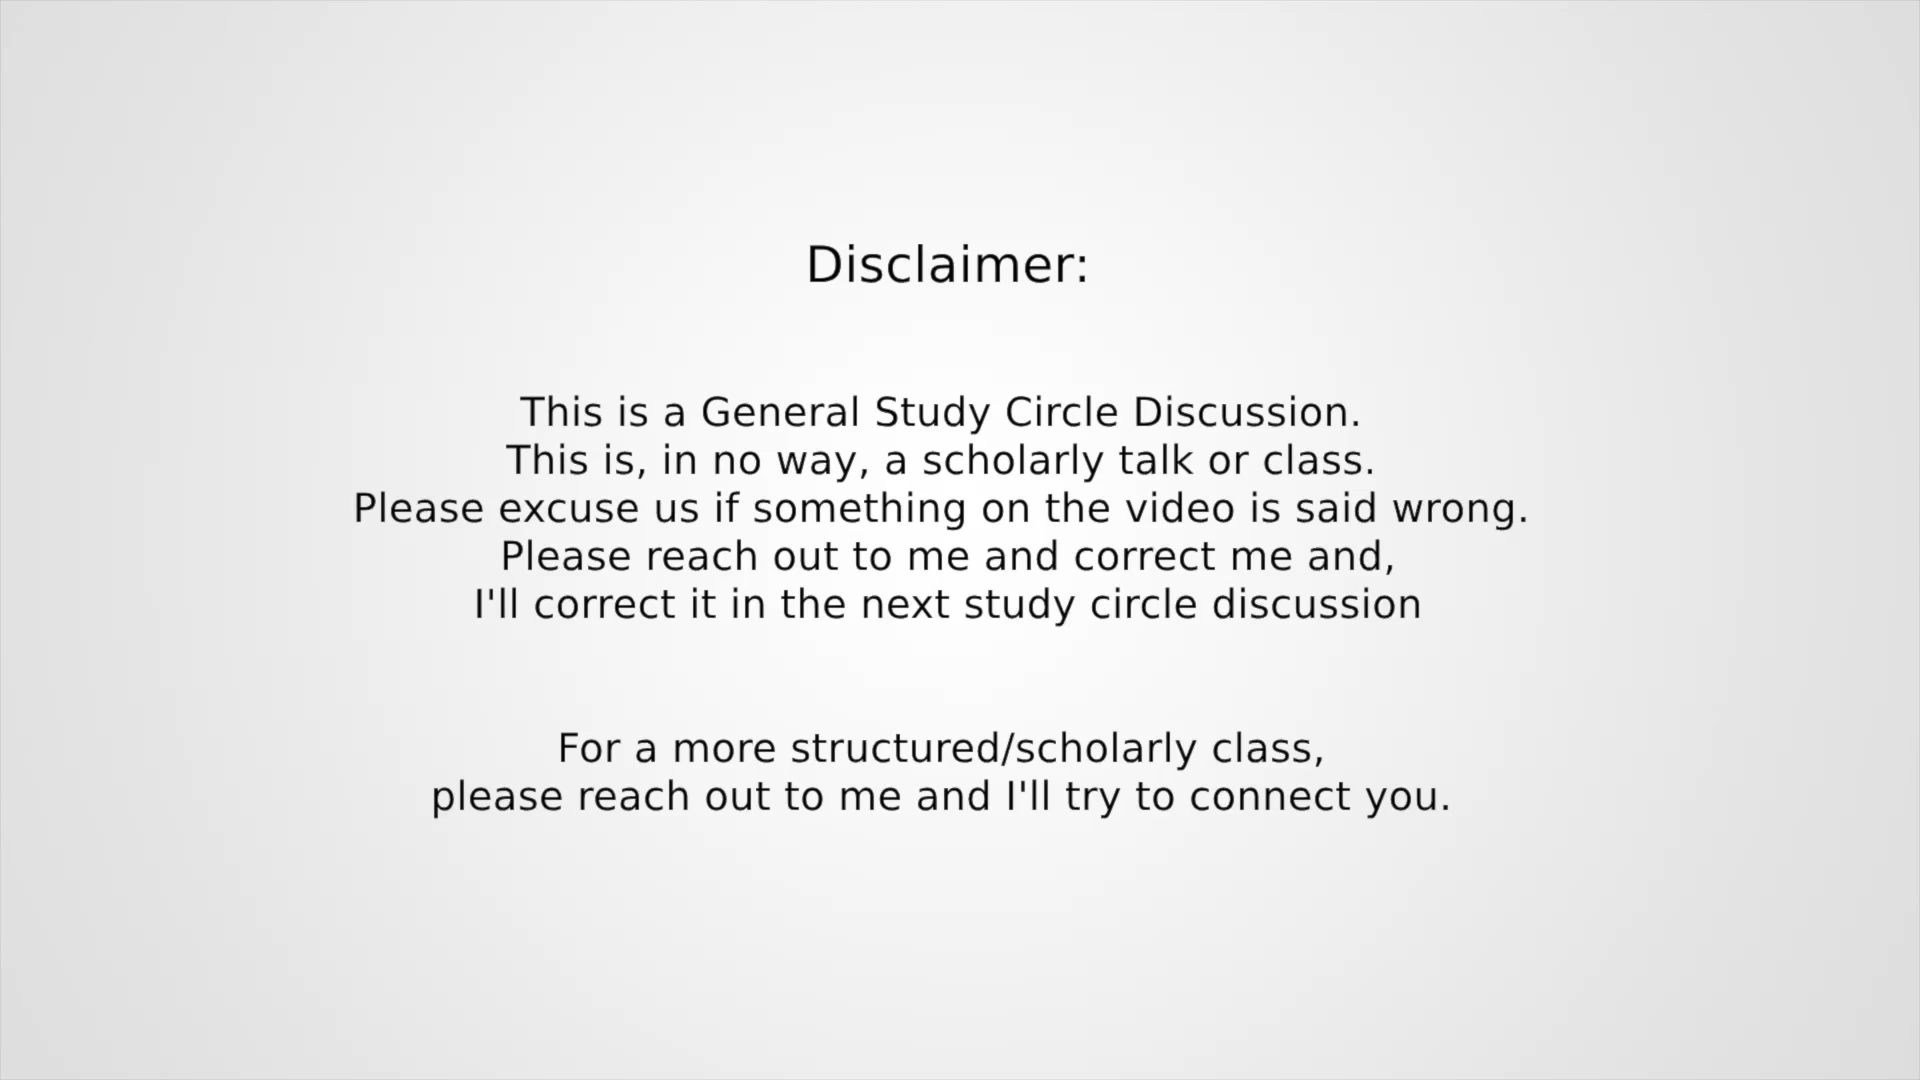 Disclaimer:
This is a General Study Circle Discussion.
This is, in no way, a scholarly talk or class.
Please excuse us if something on the video is said wrong.
Please reach out to me and correct me and,
I'll correct it in the next study circle discussion
For a more structured/scholarly class,
please reach out to me and I'll try to connect you.